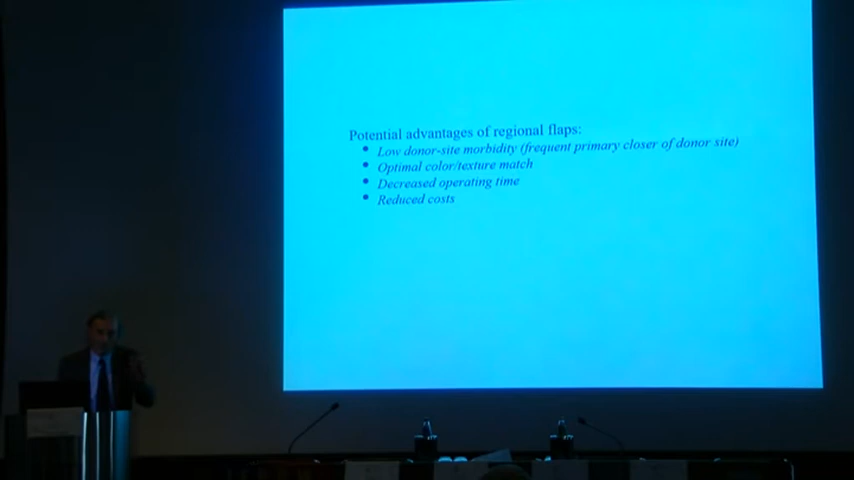 Potential advantages of regional flaps:
• Low donor-site morbidity (frequent primary closer of donor site)
• Optimal color/texture match
• Decreased operating time
• Reduced costs